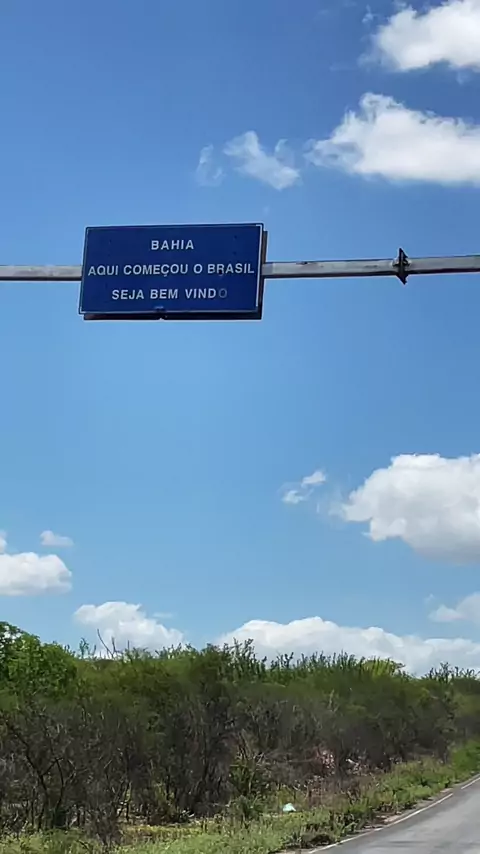 BAHIA
AQUI COMEÇOU O BRASIL
SEJA BEM VINDO